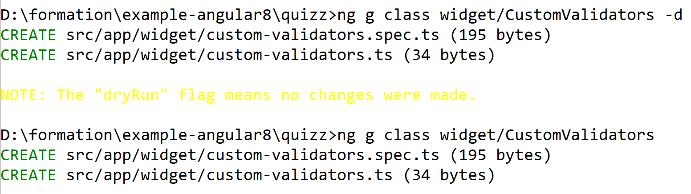 D:\formation\example-angular8\quizz>ng g class widget/CustomValidators -d
CREATE src/app/widget/custom-validators.spec.ts (195 bytes)
CREATE src/app/widget/custom-validators.ts (34 bytes)
NOTE: The "dryRun" flag means no changes were made.
D:\formation\example-angular8\quizz>ng g class widget/CustomValidators
CREATE src/app/widget/custom-validators.spec.ts (195 bytes)
CREATE src/app/widget/custom-validators.ts (34 bytes)